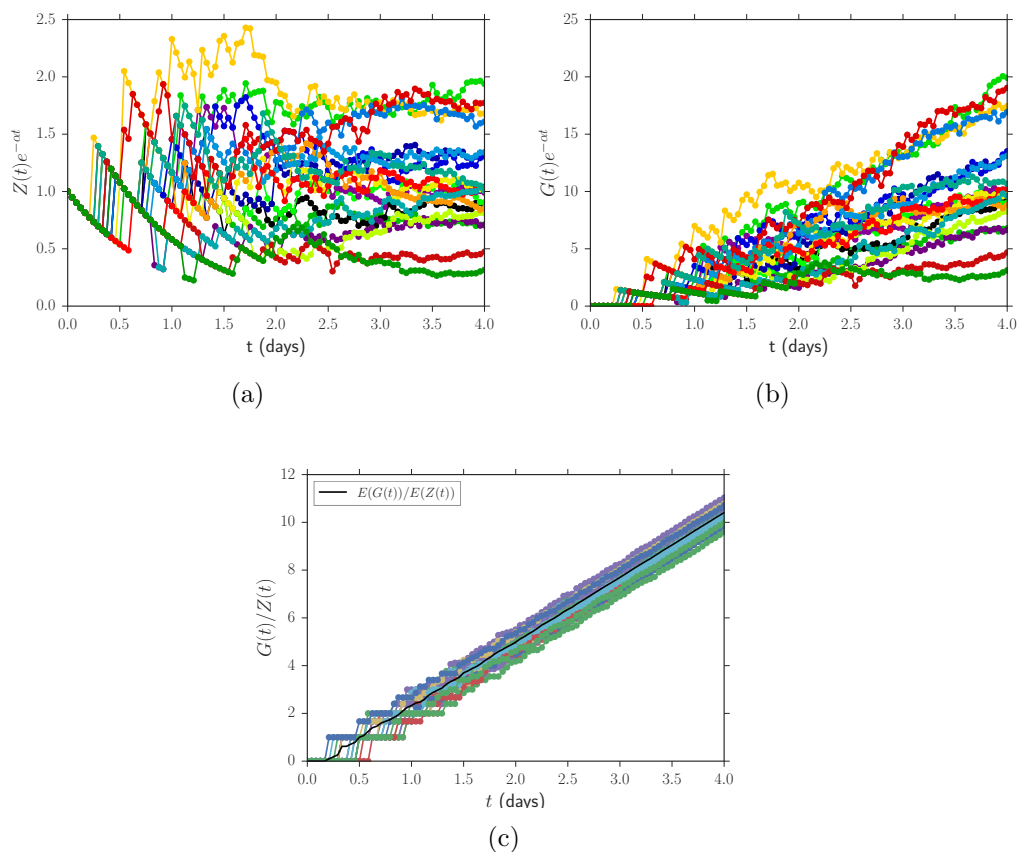 2.5
2.0
1.5
1.0
0.5
0.0
Z(t)e^{-αt}
0.0 0.5 1.0 1.5 2.0 2.5 3.0 3.5 4.0
t (days)
(a)
25
20
15
10
5
0
G(t)e^{-αt}
0.0 0.5 1.0 1.5 2.0 2.5 3.0 3.5 4.0
t (days)
(b)
12
10
8
6
4
2
0
G(t)/Z(t)
E(G(t))/E(Z(t))
0.0 0.5 1.0 1.5 2.0 2.5 3.0 3.5 4.0
t (days)
(c)